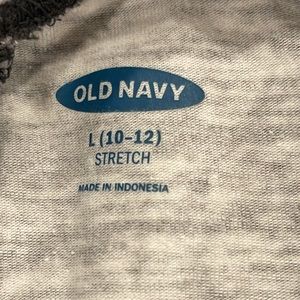 OLD NAVY
L (10-12)
STRETCH
MADE IN INDONESIA